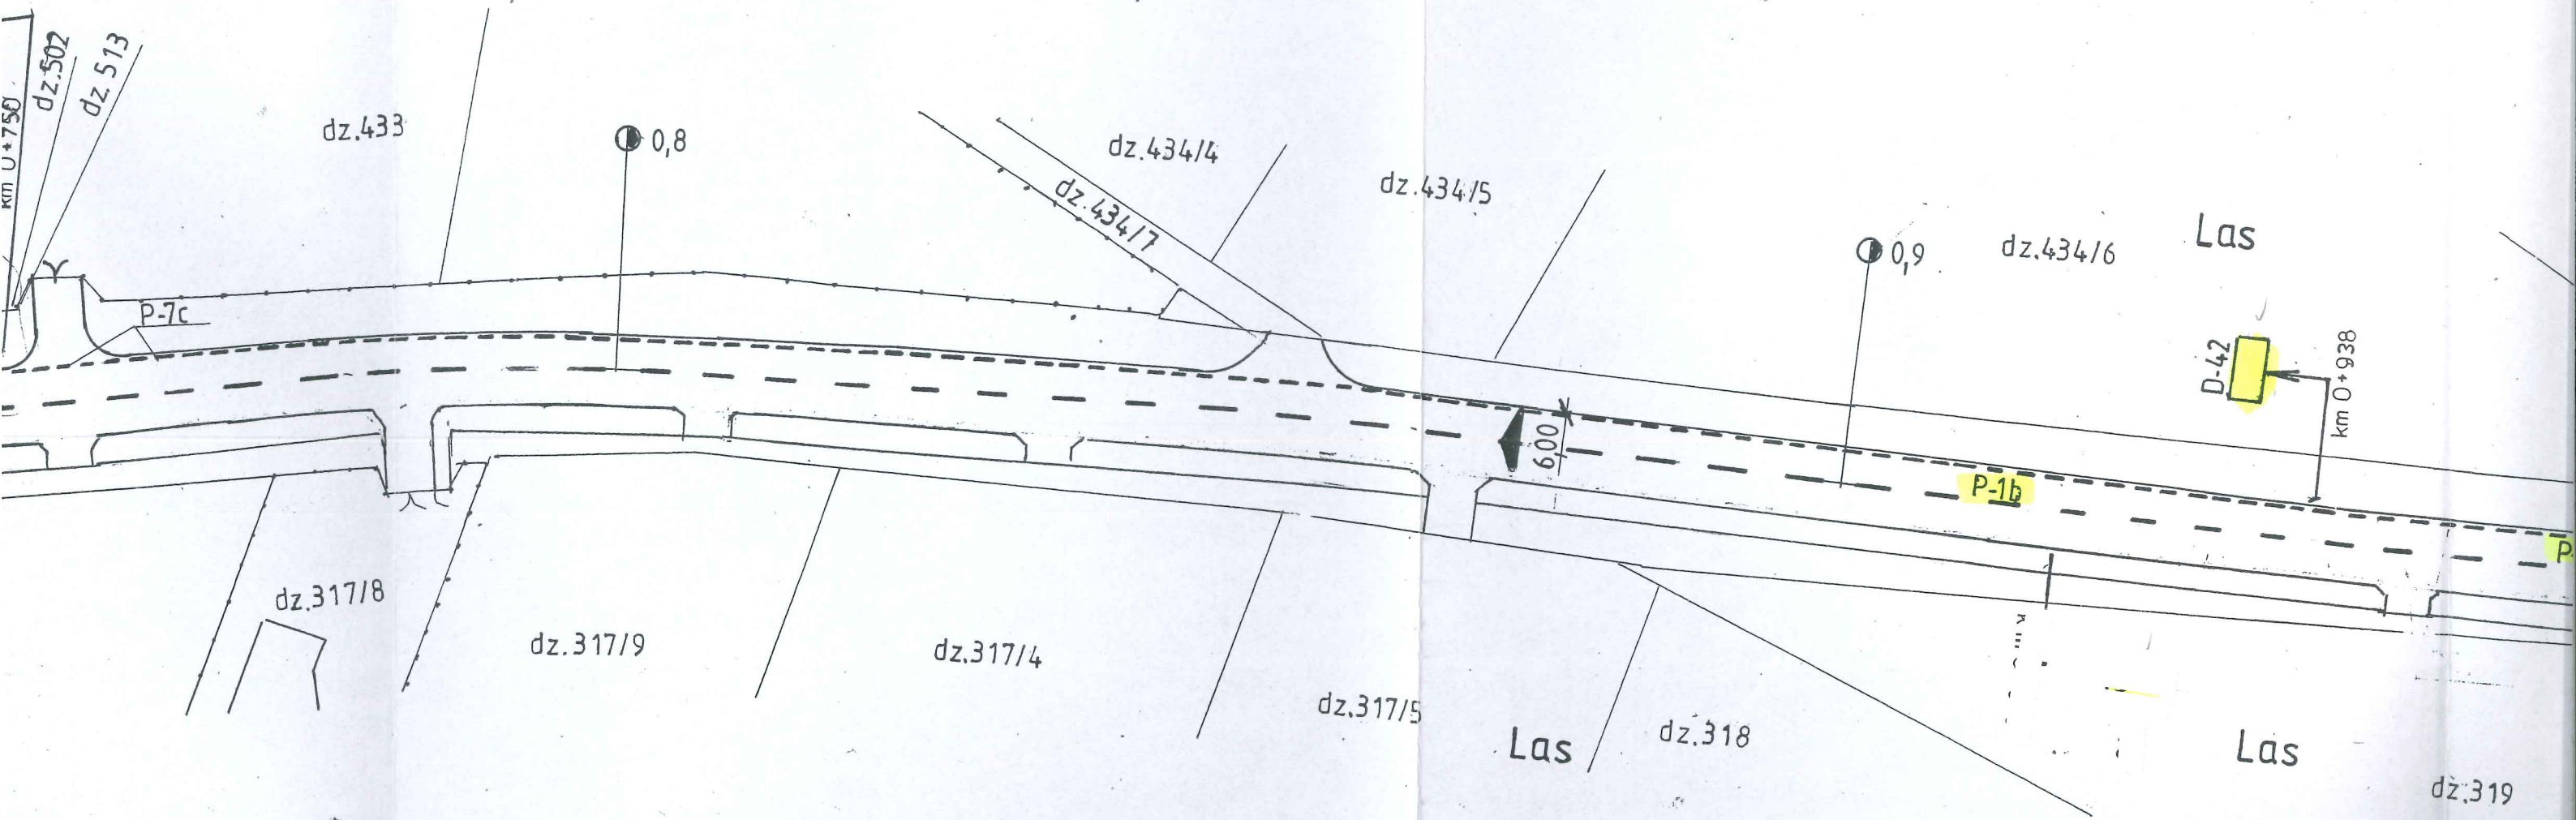 km 0+750
dz.502
dz.513
dz.433
0,8
dz.434/4
dz.434/7
dz.434/5
0,9
dz.434/6
Las
P-7c
D-42
km 0+938
6,00
P-1b
P
dz.317/8
dz.317/9
dz.317/4
dz.317/5
Las
dz.318
Las
dz.319